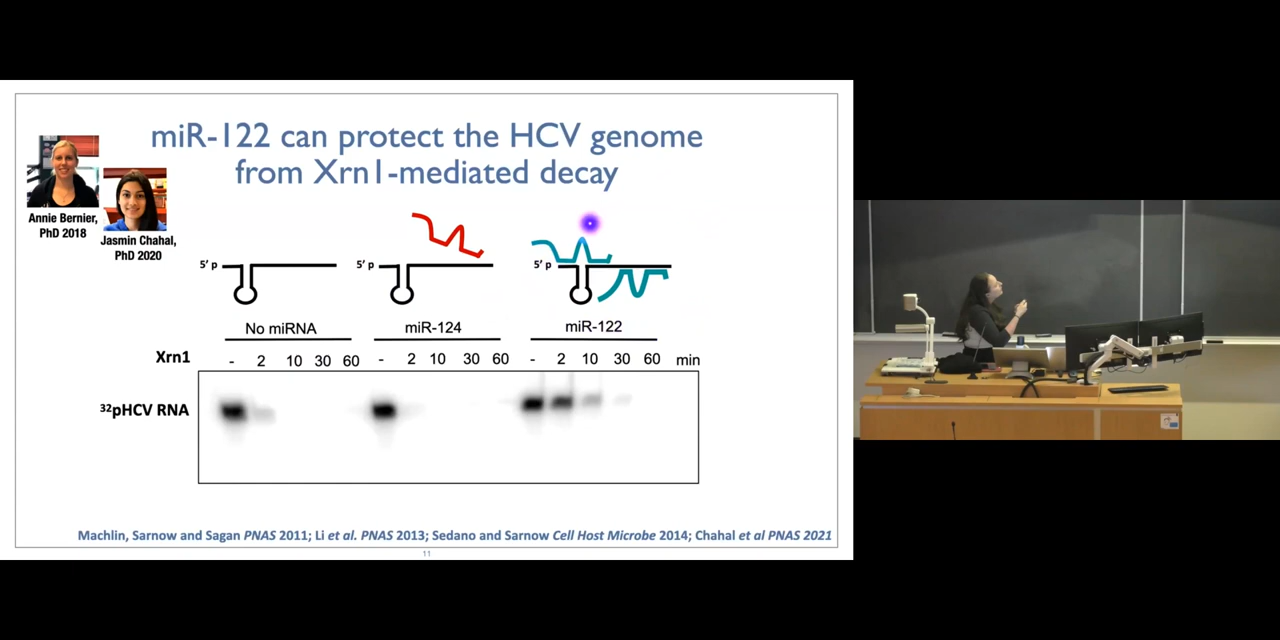 miR-122 can protect the HCV genome
from Xrn1-mediated decay
Annie Bernier,
PhD 2018
Jasmin Chahal,
PhD 2020
5' p
5' p
5' p
No miRNA
miR-124
miR-122
Xrn1
- 2 10 30 60
- 2 10 30 60
- 2 10 30 60 min
32pHCV RNA
Machlin, Sarnow and Sagan PNAS 2011; Li et al. PNAS 2013; Sedano and Sarnow Cell Host Microbe 2014; Chahal et al PNAS 2021
11